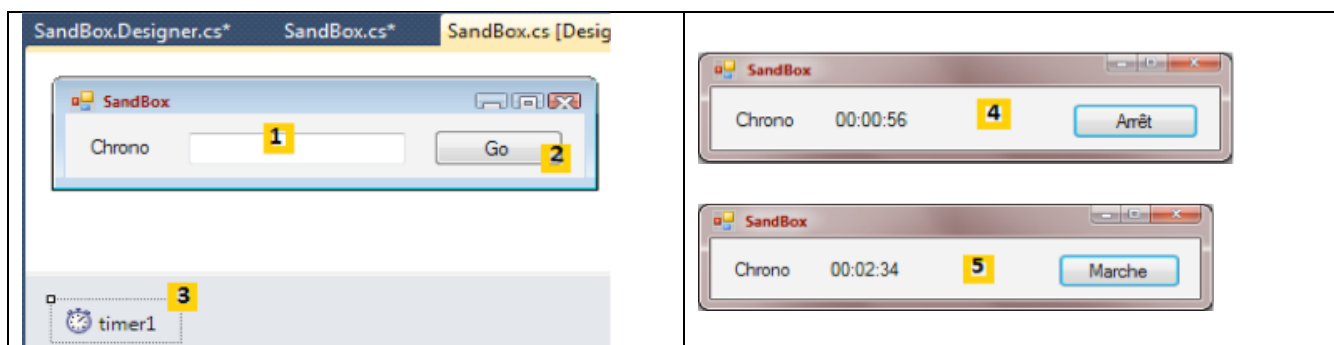 SandBox.Designer.cs* SandBox.cs* SandBox.cs [Desig
SandBox
Chrono 1 Go 2
3
timer1
SandBox
Chrono 00:00:56 4 Arrêt
SandBox
Chrono 00:02:34 5 Marche